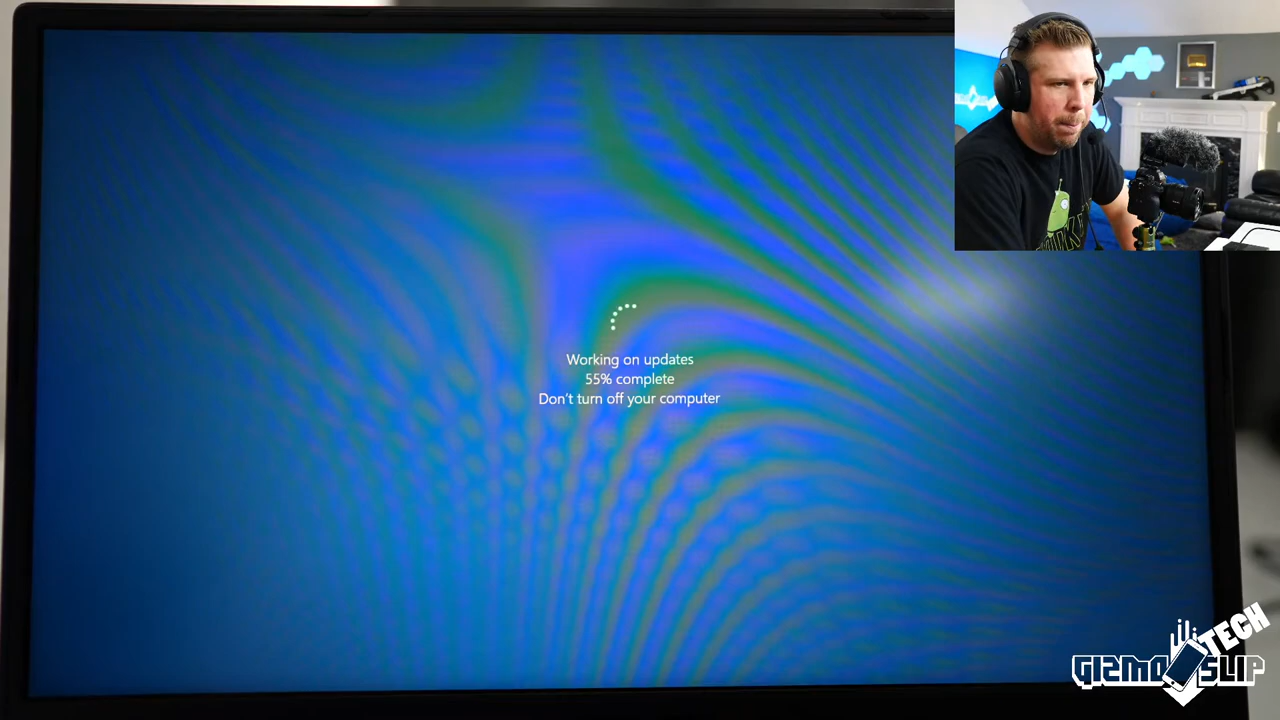 Working on updates
55% complete
Don't turn off your computer
GIZMO SLIP
TECH